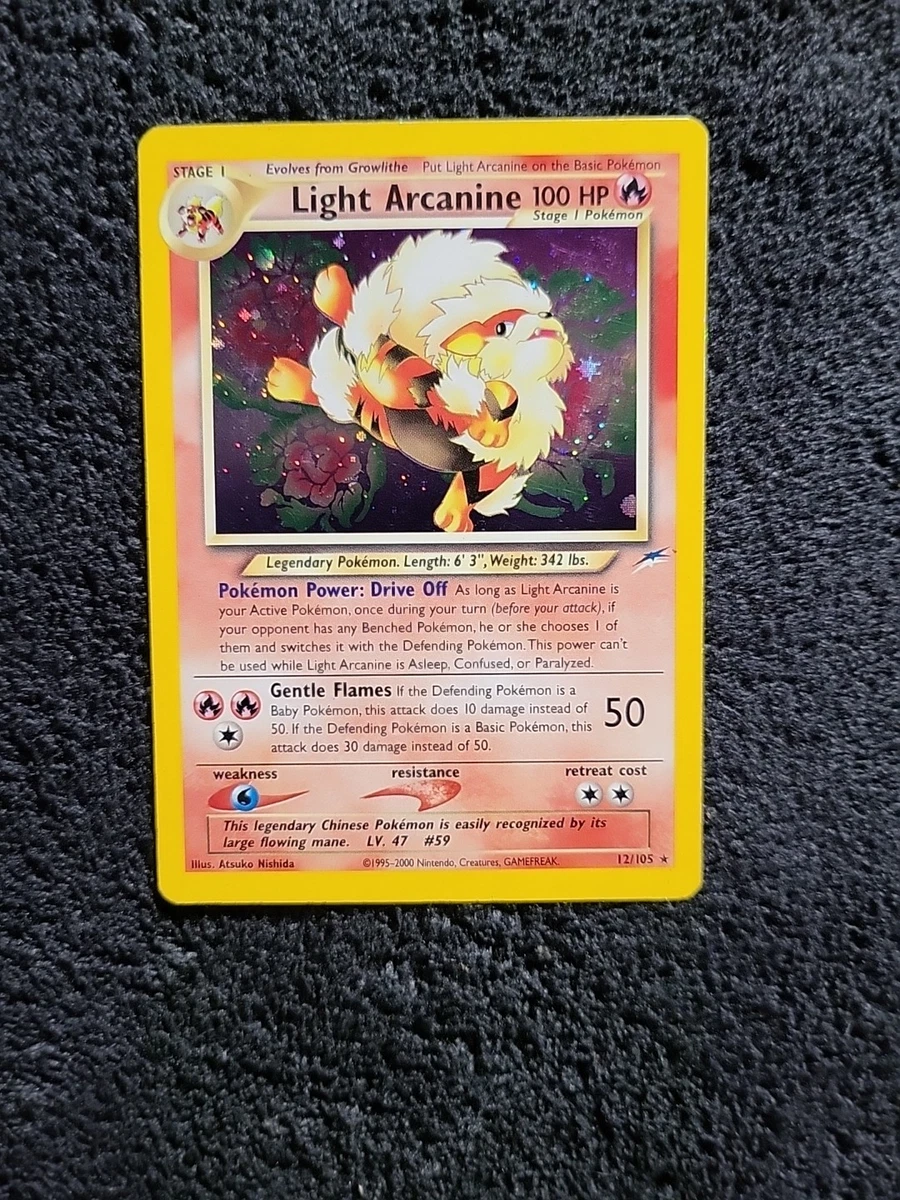 STAGE 1 Evolves from Growlithe Put Light Arcanine on the Basic Pokémon
Light Arcanine 100 HP
Stage 1 Pokémon
Legendary Pokémon. Length: 6' 3", Weight: 342 lbs.
Pokémon Power: Drive Off As long as Light Arcanine is
your Active Pokémon, once during your turn (before your attack), if
your opponent has any Benched Pokémon, he or she chooses 1 of
them and switches it with the Defending Pokémon. This power can't
be used while Light Arcanine is Asleep, Confused, or Paralyzed.
Gentle Flames If the Defending Pokémon is a
Baby Pokémon, this attack does 10 damage instead of
50. If the Defending Pokémon is a Basic Pokémon, this
attack does 30 damage instead of 50.
50
weakness resistance retreat cost
This legendary Chinese Pokémon is easily recognized by its
large flowing mane. LV. 47 #59
Illus. Atsuko Nishida ©1995-2000 Nintendo, Creatures, GAMEFREAK. 12/105 ★